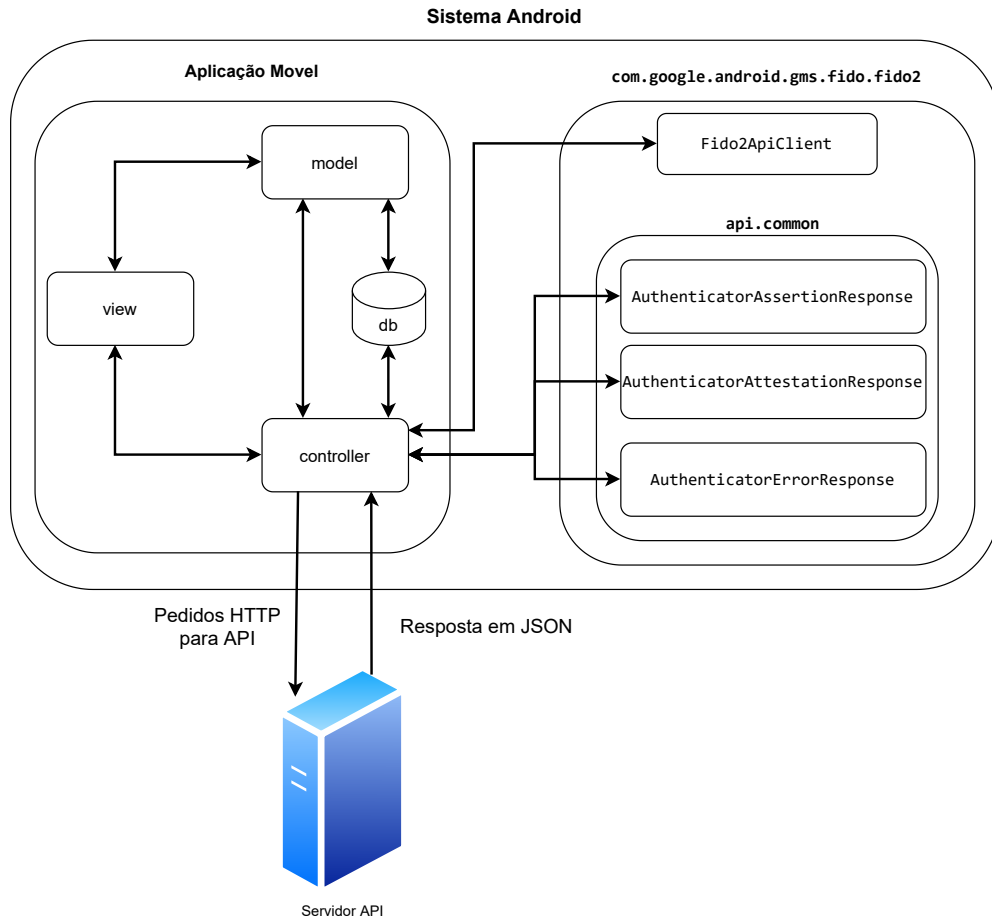 Sistema Android
Aplicação Movel
com.google.android.gms.fido.fido2
model
Fido2ApiClient
api.common
view
db
AuthenticatorAssertionResponse
AuthenticatorAttestationResponse
controller
AuthenticatorErrorResponse
Pedidos HTTP
para API
Resposta em JSON
Servidor API